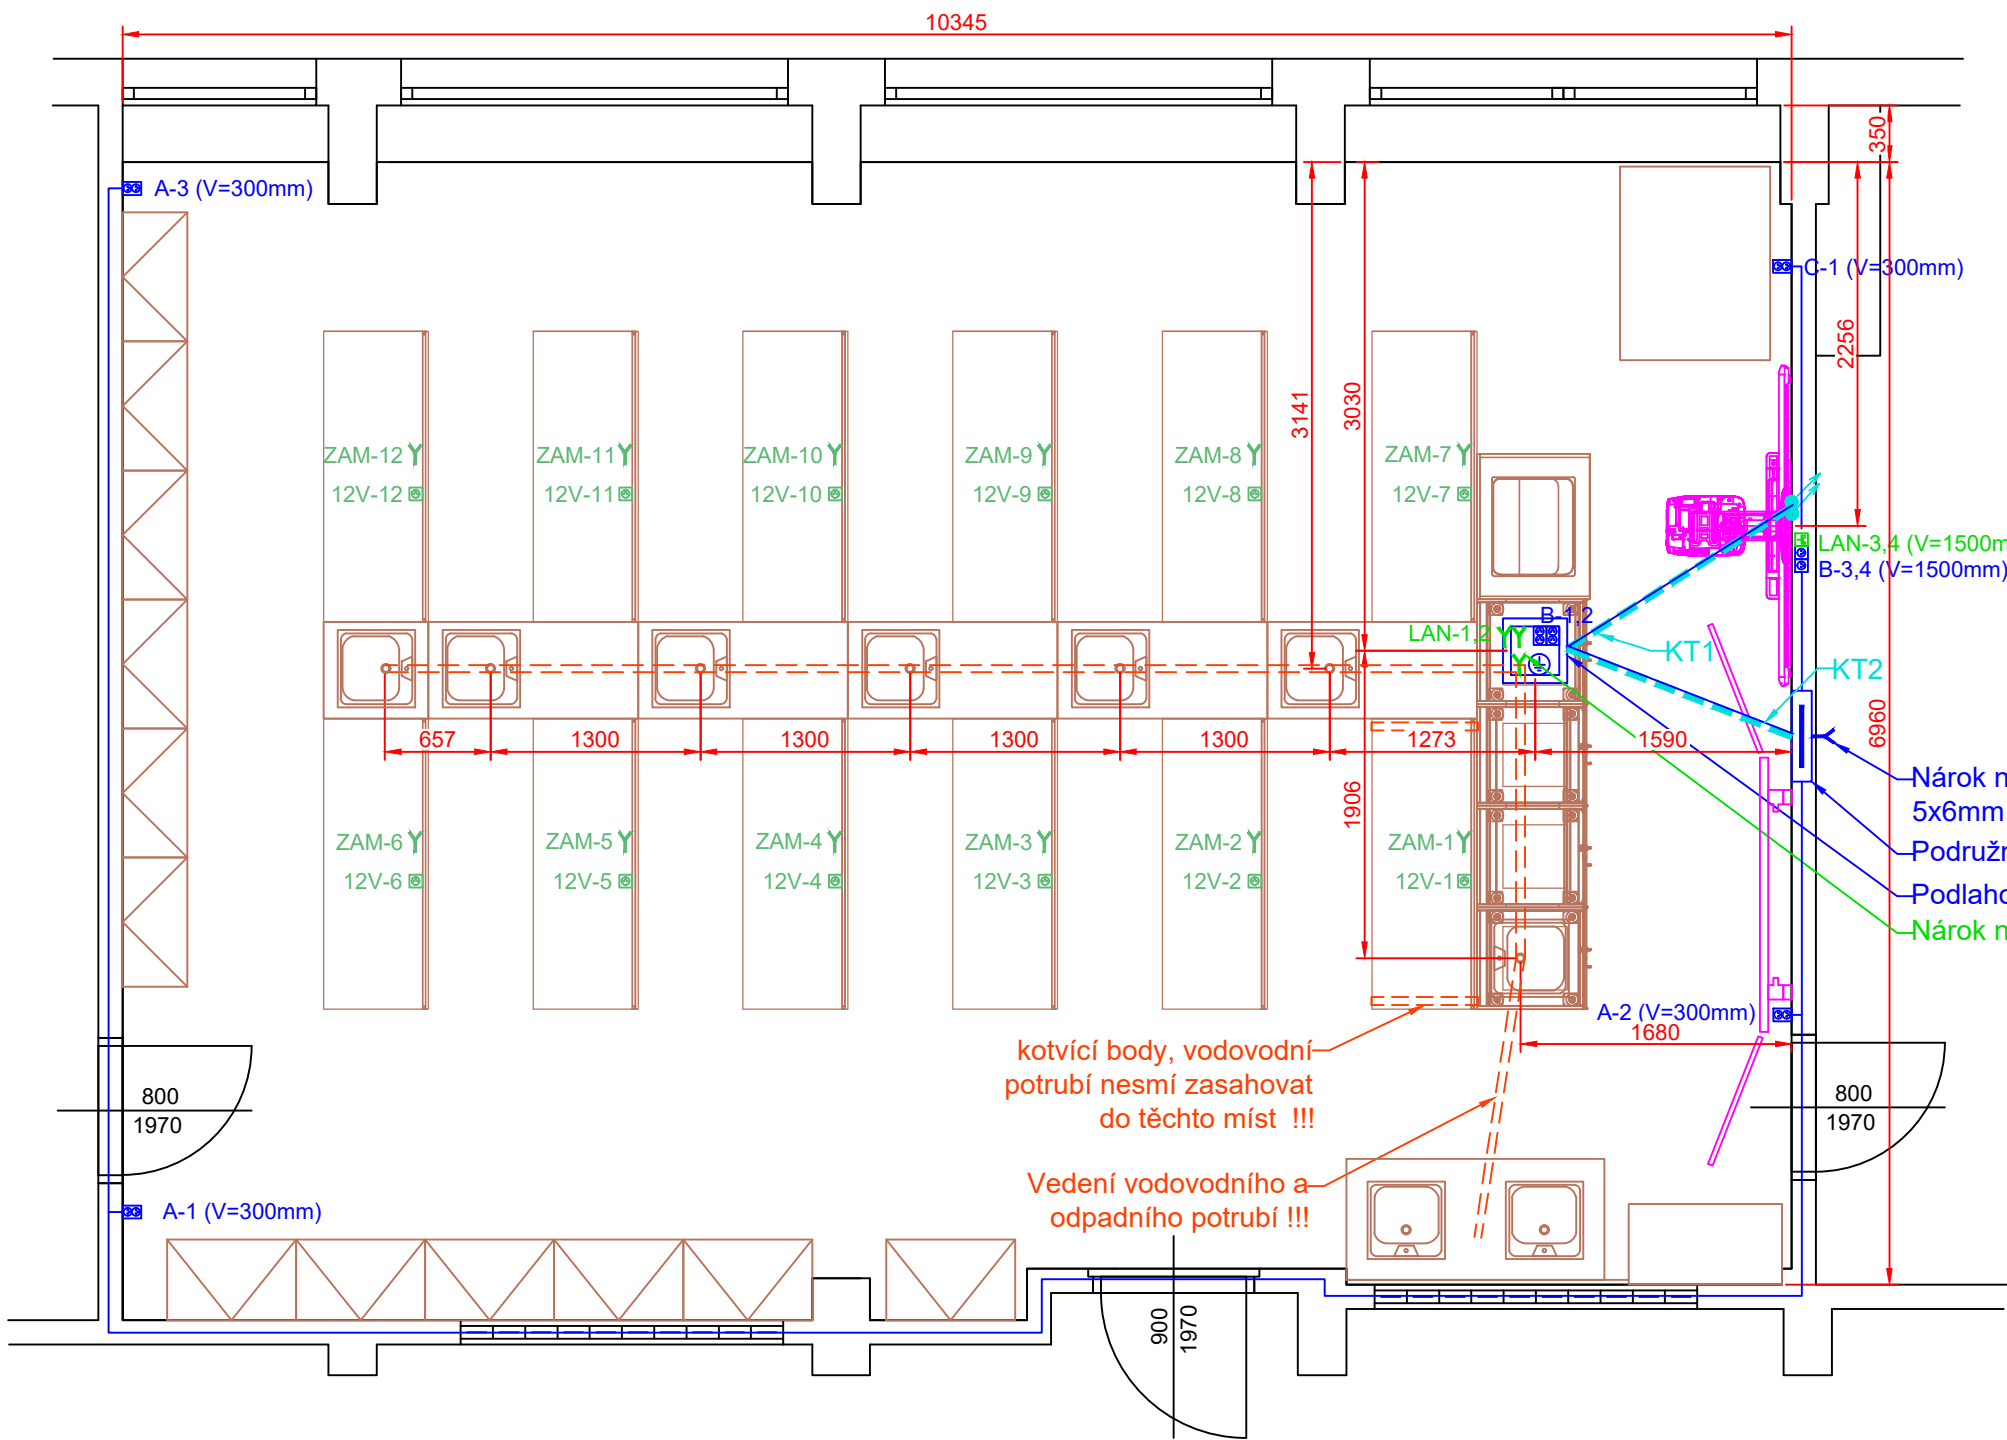 10345
350
A-3 (V=300mm)
C-1 (V=300mm)
2256
3141
3030
ZAM-12
12V-12
ZAM-11
12V-11
ZAM-10
12V-10
ZAM-9
12V-9
ZAM-8
12V-8
ZAM-7
12V-7
LAN-3,4 (V=1500m
B-3,4 (V=1500mm)
B-1,2
LAN-1,2
KT1
KT2
6960
657
1300
1300
1300
1300
1273
1590
1906
Nárok n
5x6mm
Podružn
Podlaho
Nárok n
ZAM-6
12V-6
ZAM-5
12V-5
ZAM-4
12V-4
ZAM-3
12V-3
ZAM-2
12V-2
ZAM-1
12V-1
A-2 (V=300mm)
1680
kotvící body, vodovodní
potrubí nesmí zasahovat
do těchto míst !!!
800
1970
800
1970
Vedení vodovodního a
odpadního potrubí !!!
A-1 (V=300mm)
900
1970